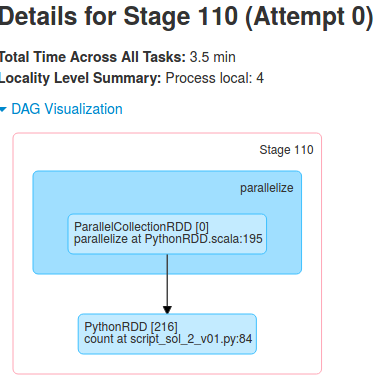 Details for Stage 110 (Attempt 0)
Total Time Across All Tasks: 3.5 min
Locality Level Summary: Process local: 4
DAG Visualization
Stage 110
parallelize
ParallelCollectionRDD [0]
parallelize at PythonRDD.scala:195
PythonRDD [216]
count at script_sol_2_v01.py:84